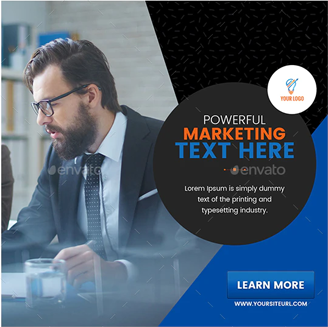 YOUR LOGO
POWERFUL
MARKETING
TEXT HERE
envato
envato
Lorem Ipsum is simply dummy
text of the printing and
typesetting industry.
LEARN MORE
WWW.YOURSITEURL.COM